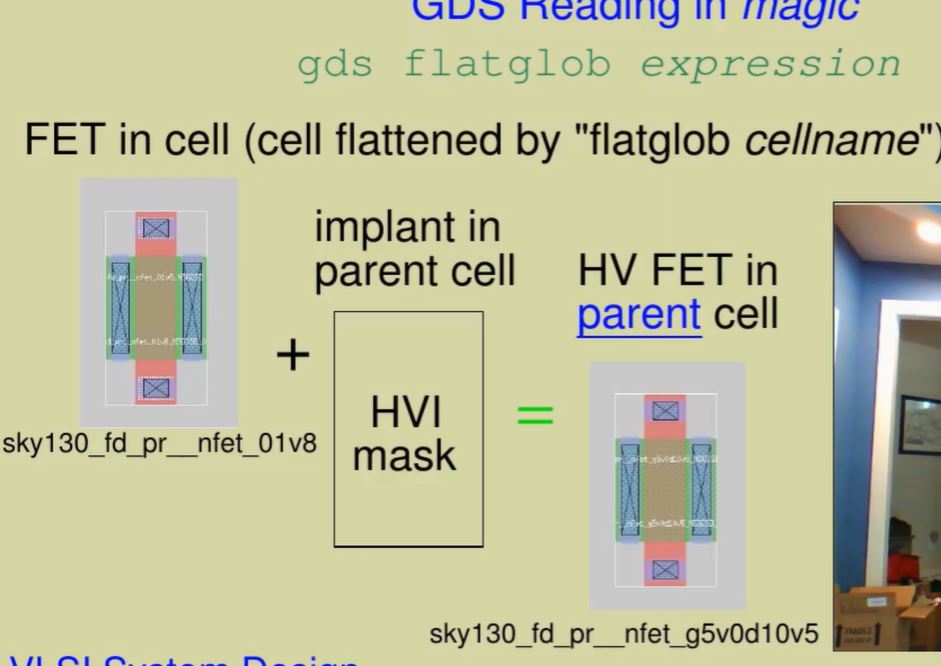 GDS Reading in magic
gds flatglob expression
FET in cell (cell flattened by "flatglob cellname")
implant in
parent cell
HV FET in
parent cell
+
HVI
mask
=
sky130_fd_pr__nfet_01v8
sky130_fd_pr__nfet_g5v0d10v5
FRAGILE
VLSI System Design